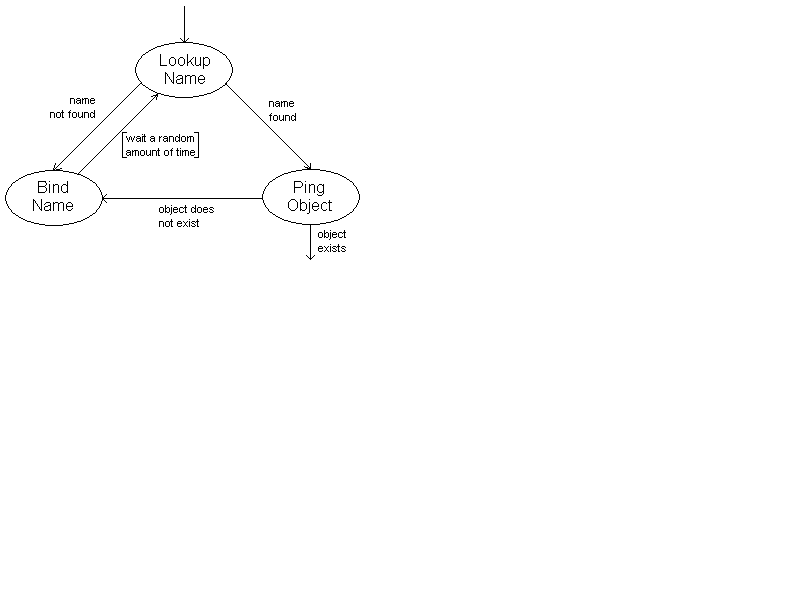 Lookup
Name
name
not found
name
found
wait a random
amount of time
Bind
Name
Ping
Object
object does
not exist
object
exists